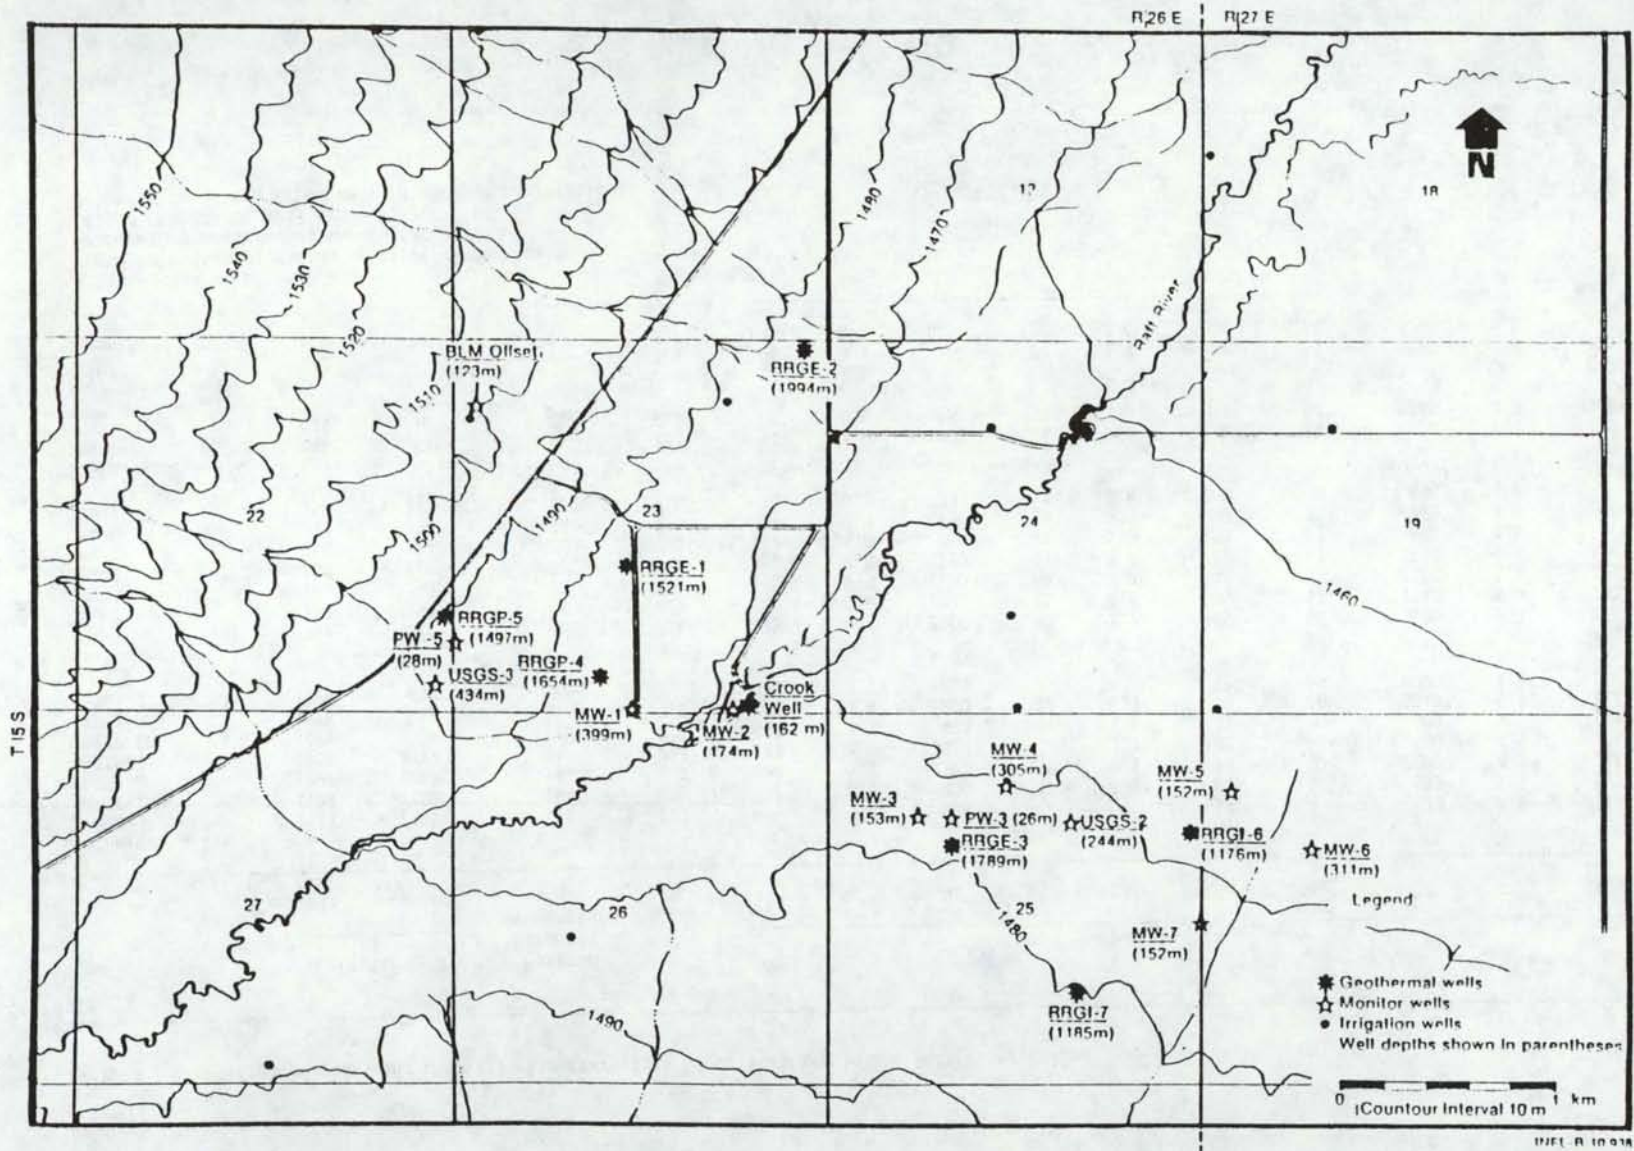 R 26 E R 27 E
N
18
1550
1480
1470
1540
1530
1520
Raft River
BLM Offset
(123m)
RRGE-2
(1994m)
1510
22
1500
1490
23
24
19
RRGE-1
(1521m)
1460
RRGP-5
(1497m)
PW-5
(28m)
USGS-3
(434m)
RRGP-4
(1654m)
Crook
Well
(162 m)
T 15 S
MW-1
(399m)
MW-2
(174m)
MW-4
(305m)
MW-5
(152m)
MW-3
(153m)
PW-3 (26m)
USGS-2
(244m)
RRGE-3
(1789m)
RRGI-6
(1176m)
MW-6
(311m)
27
26
25
1480
Legend
MW-7
(152m)
Geothermal wells
Monitor wells
Irrigation wells
Well depths shown in parentheses
RRGI-7
(1185m)
1490
0 1 km
Countour Interval 10 m